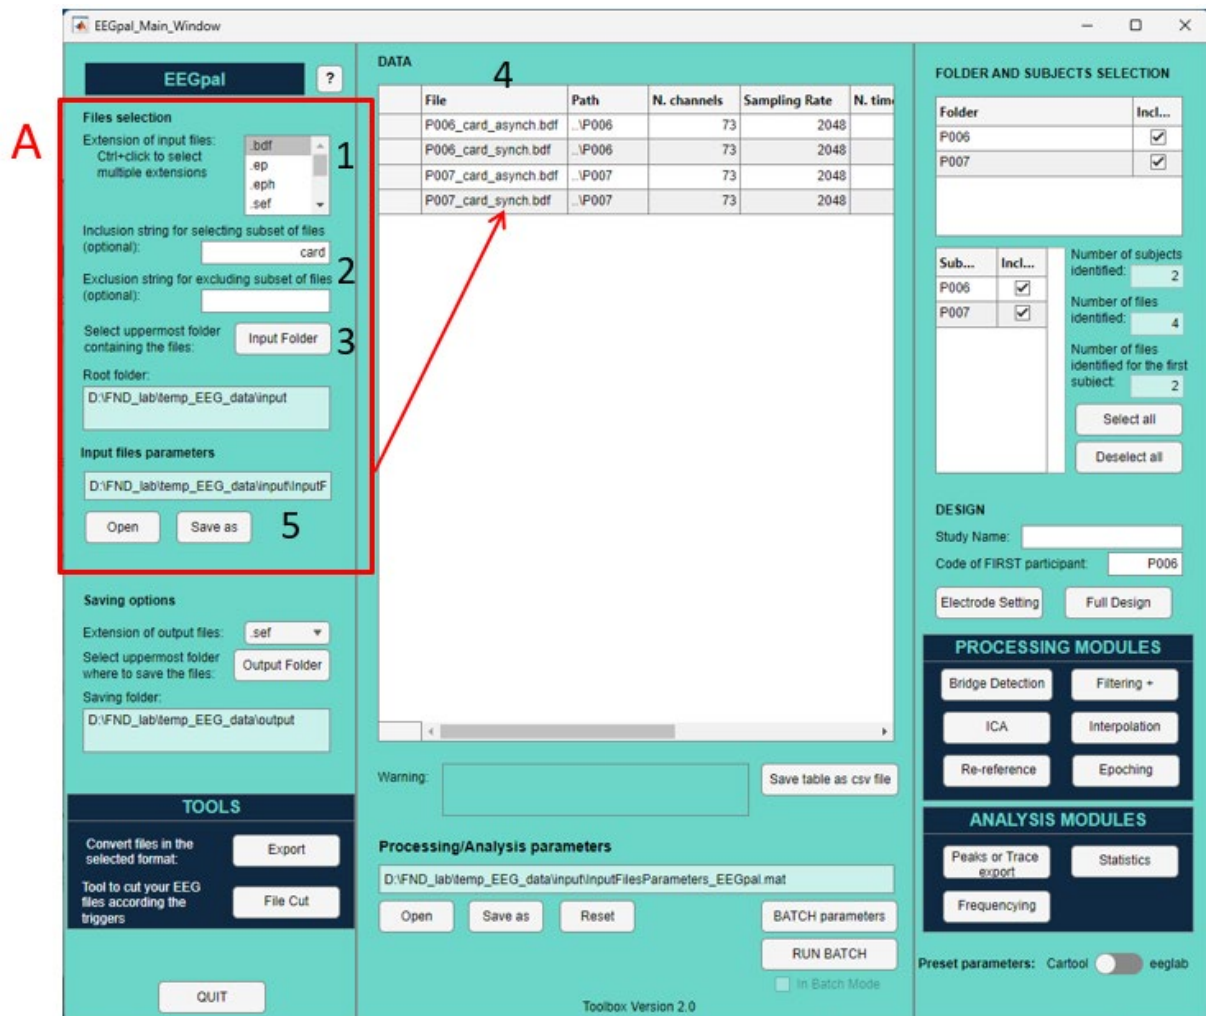 EEGpal_Main_Window
EEGpal
?
A
Files selection
Extension of input files:
Ctrl+click to select
multiple extensions
.bdf
.ep
.eph
.sef
1
Inclusion string for selecting subset of files
(optional):
card
2
Exclusion string for excluding subset of files
(optional):
Select uppermost folder
containing the files:
Input Folder
3
Root folder:
D:\FND_lab\temp_EEG_data\input
Input files parameters
D:\FND_lab\temp_EEG_data\input\InputF
Open
Save as
5
Saving options
Extension of output files:
.sef
Select uppermost folder
where to save the files:
Output Folder
Saving folder:
D:\FND_lab\temp_EEG_data\output
TOOLS
Convert files in the
selected format:
Export
Tool to cut your EEG
files according the
triggers
File Cut
QUIT
DATA
4
File Path N. channels Sampling Rate N. tim
P006_card_asynch.bdf ..\P006 73 2048
P006_card_synch.bdf ..\P006 73 2048
P007_card_asynch.bdf ..\P007 73 2048
P007_card_synch.bdf ..\P007 73 2048
Warning:
Save table as csv file
Processing/Analysis parameters
D:\FND_lab\temp_EEG_data\input\InputFilesParameters_EEGpal.mat
Open
Save as
Reset
BATCH parameters
RUN BATCH
In Batch Mode
Toolbox Version 2.0
FOLDER AND SUBJECTS SELECTION
Folder Incl...
P006
P007
Sub... Incl...
P006
P007
Number of subjects
identified:
2
Number of files
identified:
4
Number of files
identified for the first
subject:
2
Select all
Deselect all
DESIGN
Study Name:
Code of FIRST participant: P006
Electrode Setting
Full Design
PROCESSING MODULES
Bridge Detection
Filtering +
ICA
Interpolation
Re-reference
Epoching
ANALYSIS MODULES
Peaks or Trace
export
Statistics
Frequencying
Preset parameters: Cartool eeglab